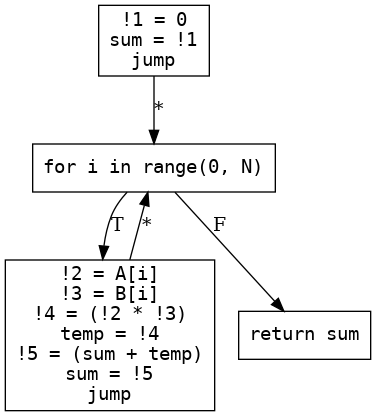 !1 = 0
sum = !1
jump
*
for i in range(0, N)
T
*
F
!2 = A[i]
!3 = B[i]
!4 = (!2 * !3)
temp = !4
!5 = (sum + temp)
sum = !5
jump
return sum